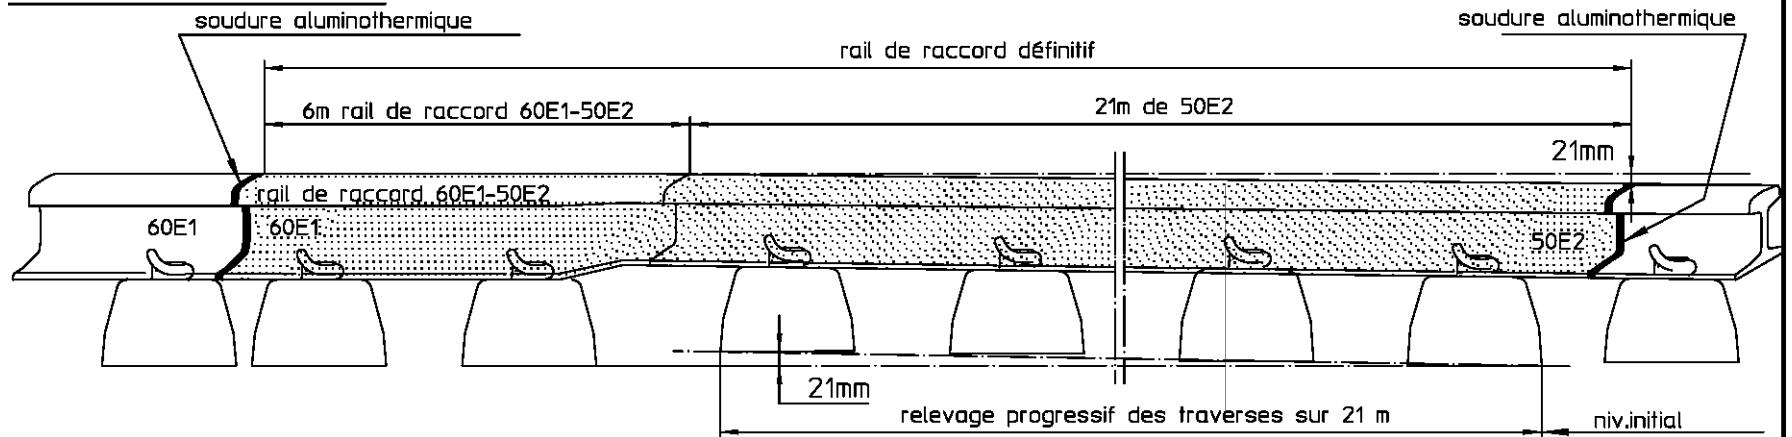 soudure aluminothermique
soudure aluminothermique
rail de raccord définitif
6m rail de raccord 60E1-50E2
21m de 50E2
21mm
rail de raccord 60E1-50E2
60E1
60E1
50E2
21mm
relevage progressif des traverses sur 21 m
niv.initial